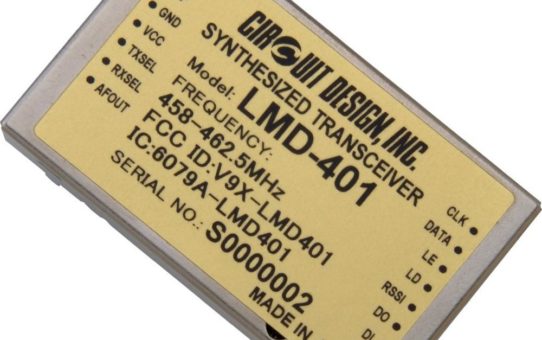 GND
VCC
TXSEL
RXSEL
AFOUT
CIRCUIT DESIGN, INC.
SYNTHESIZED TRANSCEIVER
Model: LMD-401
FREQUENCY:
458-462.5MHz
FCC ID:V9X-LMD401
IC:6079A-LMD401
SERIAL NO.: S0000002
MADE IN
CLK
DATA
LE
LD
RSSI
DO
DI